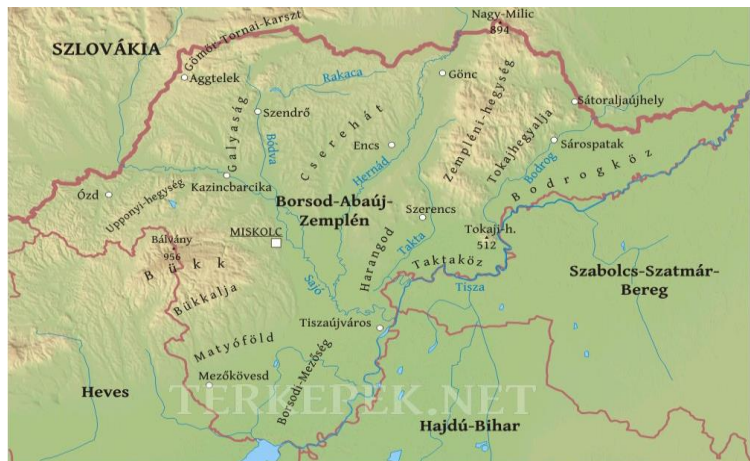 Nagy-Milic
894
SZLOVÁKIA
Gömör-Tornai-karszt
Aggtelek
Rakaca
Gönc
Zempléni-hegység
Sátoraljaújhely
Galyaság
Szendrő
Bódva
Cserehát
Encs
Hernád
Tokajhegyalja
Sárospatak
Bodrog
Bodrogköz
Ózd
Upponyi-hegység
Kazincbarcika
Borsod-Abaúj-
Zemplén
Szerencs
MISKOLC
Bálvány
956
Bükk
Harangod
Takta
Tokaji-h.
512
Taktaköz
Szabolcs-Szatmár-
Bereg
Bükkalja
Sajó
Tisza
Tiszaújváros
Matyóföld
Borsodi-Mezőség
Mezőkövesd
Heves
TERKEPEK.NET
Hajdú-Bihar